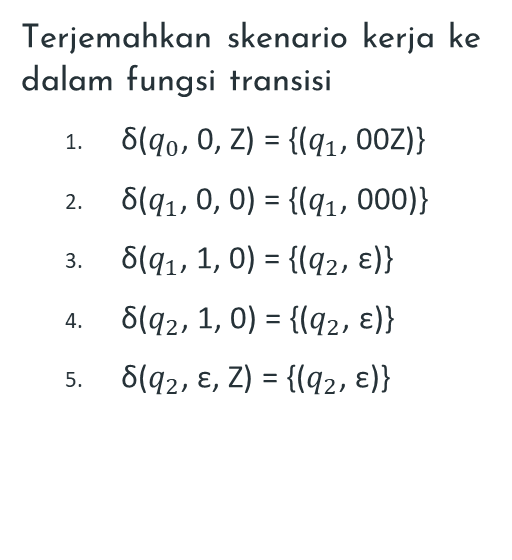 Terjemahkan skenario kerja ke
dalam fungsi transisi
1. δ(q₀, 0, Z) = {(q₁, 00Z)}
2. δ(q₁, 0, 0) = {(q₁, 000)}
3. δ(q₁, 1, 0) = {(q₂, ε)}
4. δ(q₂, 1, 0) = {(q₂, ε)}
5. δ(q₂, ε, Z) = {(q₂, ε)}